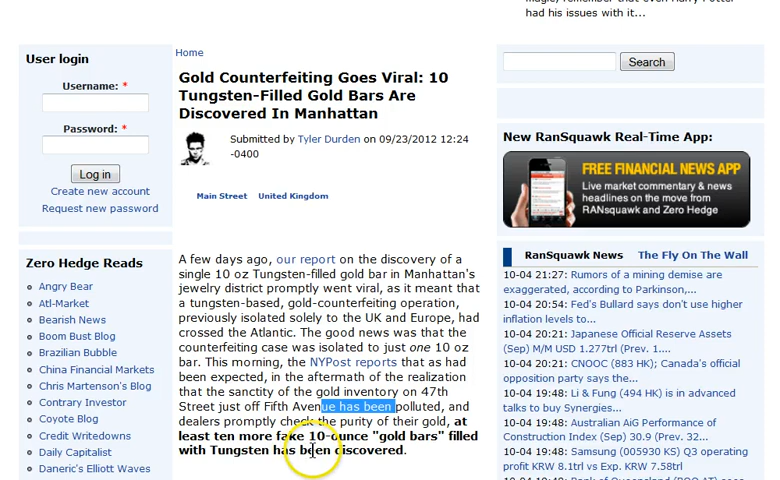 magic, remember that even Harry Potter
had his issues with it...
User login
Username: *
Password: *
Log in
Create new account
Request new password
Zero Hedge Reads
Angry Bear
Alt-Market
Bearish News
Boom Bust Blog
Brazilian Bubble
China Financial Markets
Chris Martenson's Blog
Contrary Investor
Coyote Blog
Credit Writedowns
Daily Capitalist
Daneric's Elliott Waves
Home
Gold Counterfeiting Goes Viral: 10
Tungsten-Filled Gold Bars Are
Discovered In Manhattan
Submitted by Tyler Durden on 09/23/2012 12:24
-0400
Main Street United Kingdom
A few days ago, our report on the discovery of a
single 10 oz Tungsten-filled gold bar in Manhattan's
jewelry district promptly went viral, as it meant that
a tungsten-based, gold-counterfeiting operation,
previously isolated solely to the UK and Europe, had
crossed the Atlantic. The good news was that the
counterfeiting case was isolated to just one 10 oz
bar. This morning, the NYPost reports that as had
been expected, in the aftermath of the realization
that the sanctity of the gold inventory on 47th
Street just off Fifth Avenue has been polluted, and
dealers promptly check the purity of their gold, at
least ten more fake 10-ounce "gold bars" filled
with Tungsten has been discovered.
Search
New RanSquawk Real-Time App:
FREE FINANCIAL NEWS APP
Live market commentary & news
headlines on the move from
RANsquawk and Zero Hedge
RanSquawk News The Fly On The Wall
10-04 21:27: Rumors of a mining demise are
exaggerated, according to Parkinson,...
10-04 20:54: Fed's Bullard says don't use higher
inflation levels to...
10-04 20:21: Japanese Official Reserve Assets
(Sep) M/M USD 1.277trl (Prev. 1....
10-04 20:21: CNOOC (883 HK); Canada's official
opposition party says the...
10-04 19:48: Li & Fung (494 HK) is in advanced
talks to buy Synergies...
10-04 19:48: Australian AiG Performance of
Construction Index (Sep) 30.9 (Prev. 32...
10-04 19:48: Samsung (005930 KS) Q3 operating
profit KRW 8.1trl vs Exp. KRW 7.58trl